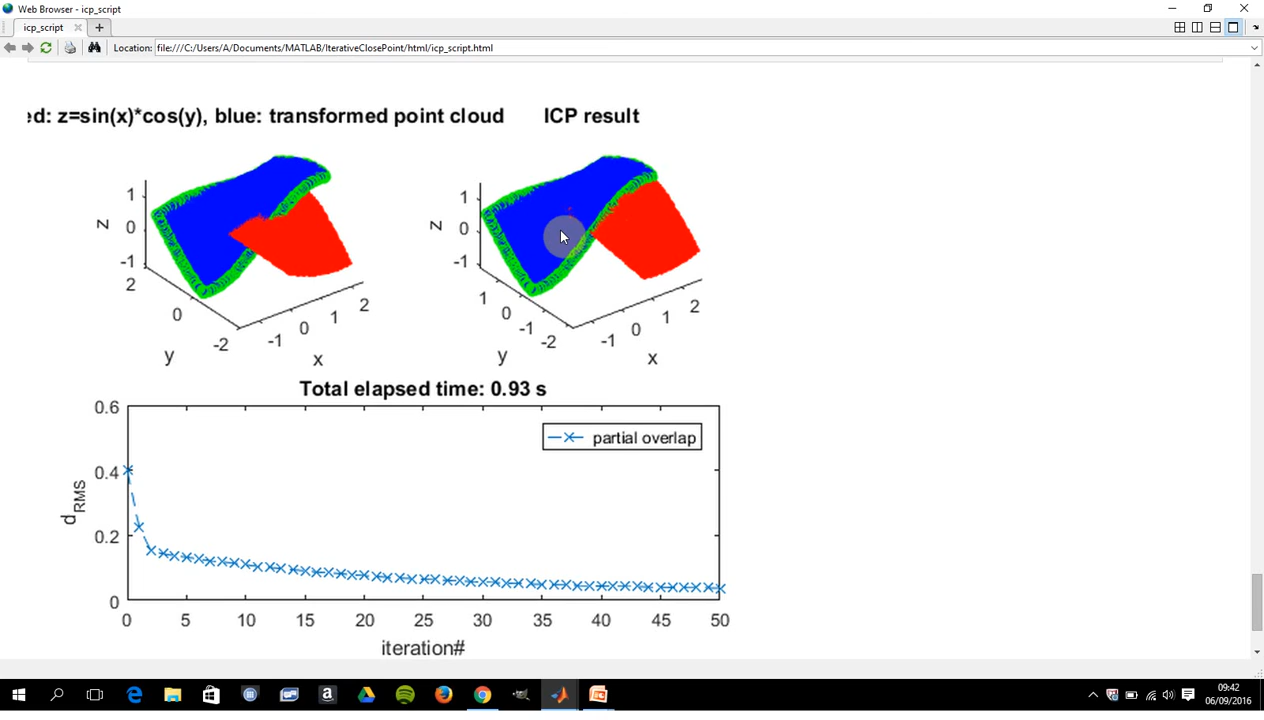 Web Browser - icp_script
icp_script
Location: file:///C:/Users/A/Documents/MATLAB/IterativeClosePoint/html/icp_script.html
ed: z=sin(x)*cos(y), blue: transformed point cloud
ICP result
1
0
-1
z
2
0
-2
y
-1
0
1
2
x
1
0
-1
z
1
0
-1
-2
y
-1
0
1
2
x
Total elapsed time: 0.93 s
0.6
0.4
0.2
0
dRMS
partial overlap
0 5 10 15 20 25 30 35 40 45 50
iteration#
09:42
06/09/2016